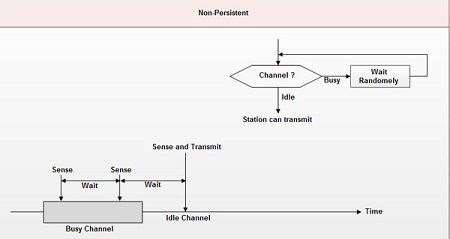 Non-Persistent
Channel ?
Busy
Wait
Randomely
Idle
Station can transmit
Sense and Transmit
Sense
Sense
Wait
Wait
Time
Idle Channel
Busy Channel